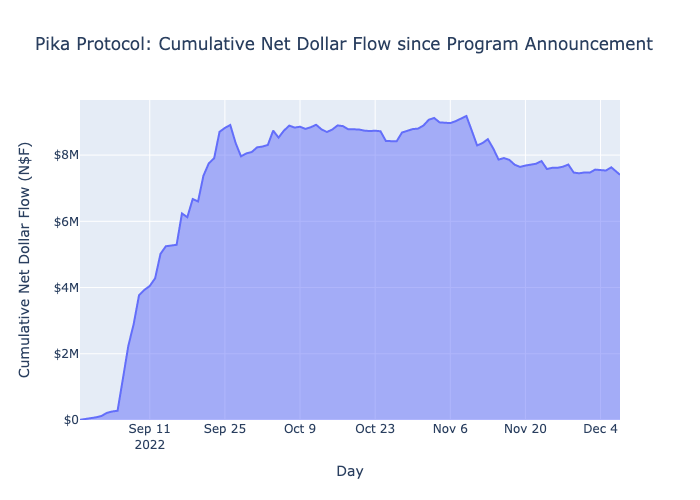 Pika Protocol: Cumulative Net Dollar Flow since Program Announcement
Cumulative Net Dollar Flow (N$F)
$8M
$6M
$4M
$2M
$0
Sep 11
2022
Sep 25
Oct 9
Oct 23
Nov 6
Nov 20
Dec 4
Day